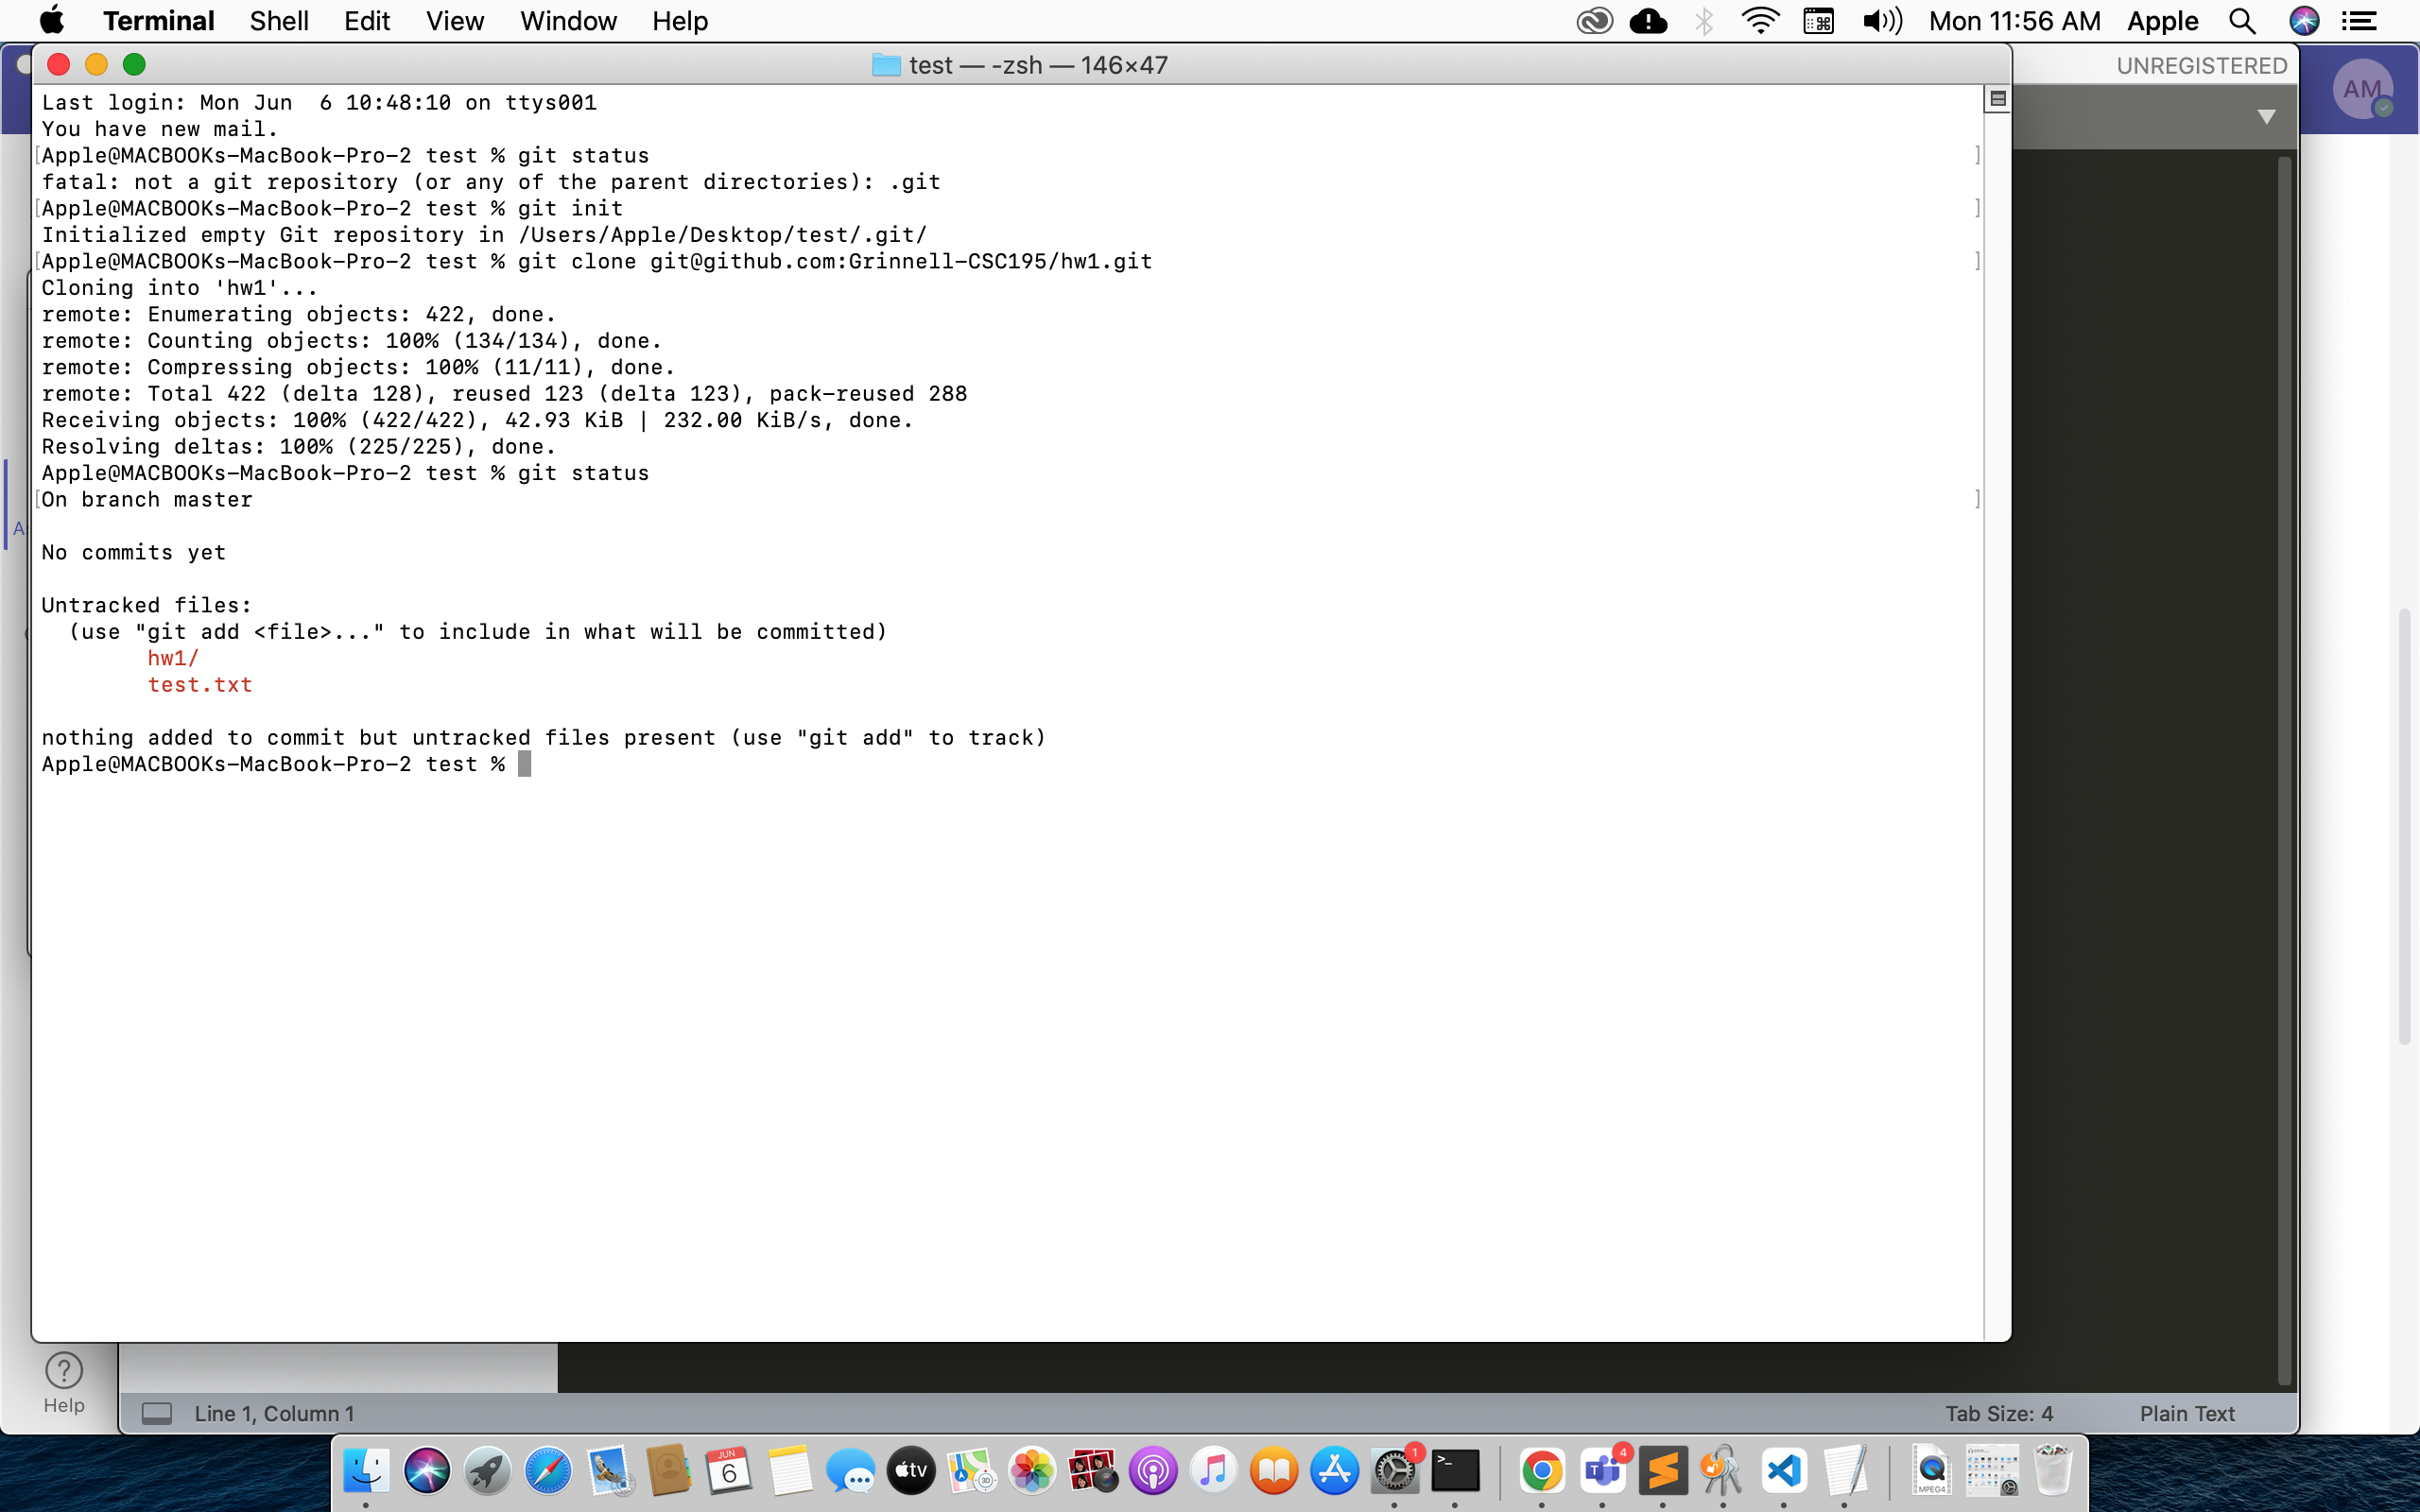 Terminal Shell Edit View Window Help Mon 11:56 AM Apple
test — -zsh — 146×47
UNREGISTERED
AM
Last login: Mon Jun  6 10:48:10 on ttys001
You have new mail.
[Apple@MACBOOKs-MacBook-Pro-2 test % git status ]
fatal: not a git repository (or any of the parent directories): .git
[Apple@MACBOOKs-MacBook-Pro-2 test % git init ]
Initialized empty Git repository in /Users/Apple/Desktop/test/.git/
[Apple@MACBOOKs-MacBook-Pro-2 test % git clone git@github.com:Grinnell-CSC195/hw1.git ]
Cloning into 'hw1'...
remote: Enumerating objects: 422, done.
remote: Counting objects: 100% (134/134), done.
remote: Compressing objects: 100% (11/11), done.
remote: Total 422 (delta 128), reused 123 (delta 123), pack-reused 288
Receiving objects: 100% (422/422), 42.93 KiB | 232.00 KiB/s, done.
Resolving deltas: 100% (225/225), done.
Apple@MACBOOKs-MacBook-Pro-2 test % git status
[On branch master ]
No commits yet
Untracked files:
(use "git add <file>..." to include in what will be committed)
hw1/
test.txt
nothing added to commit but untracked files present (use "git add" to track)
Apple@MACBOOKs-MacBook-Pro-2 test %
A
Help
Line 1, Column 1 Tab Size: 4 Plain Text
JUN
6
tv
3D
1
>_
4
T
MPEG4